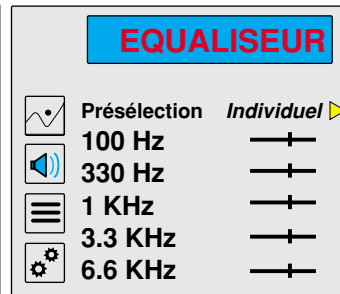 EQUALISEUR
Présélection Individuel
100 Hz
330 Hz
1 KHz
3.3 KHz
6.6 KHz